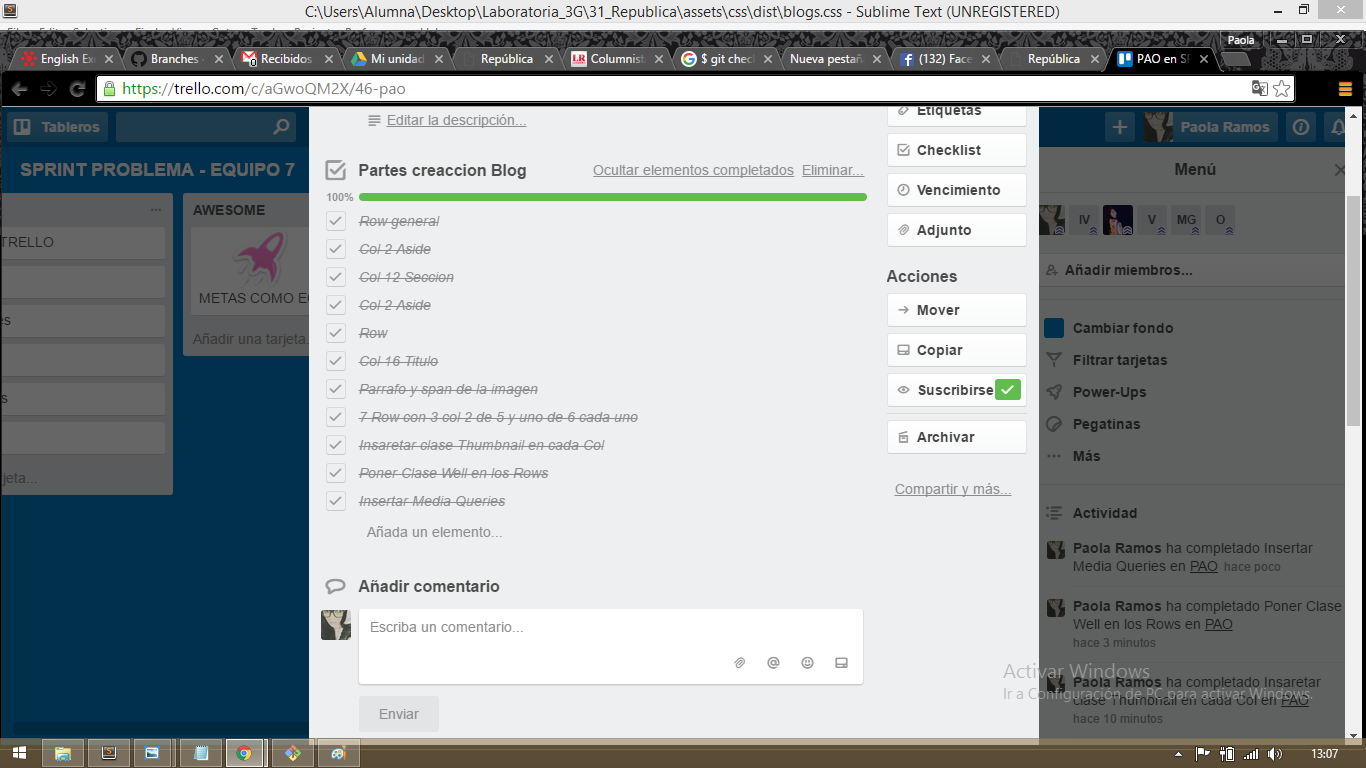 C:\Users\Alumna\Desktop\Laboratoria_3G\31_Republica\assets\css\dist\blogs.css - Sublime Text (UNREGISTERED)
Paola
English Ex
Branches
Recibidos
Mi unidad
República
Columnist
$ git chec
Nueva pestañ
(132) Face
República
PAO en SP
https://trello.com/c/aGwoQM2X/46-pao
Tableros
Paola Ramos
SPRINT PROBLEMA - EQUIPO 7
TRELLO
AWESOME
METAS COMO E
Añadir una tarjeta.
jeta...
Editar la descripción...
Partes creaccion Blog
Ocultar elementos completados
Eliminar...
100%
Row general
Col 2 Aside
Col 12 Seccion
Col 2 Aside
Row
Col 16 Titulo
Parrafo y span de la imagen
7 Row con 3 col 2 de 5 y uno de 6 cada uno
Insaretar clase Thumbnail en cada Col
Poner Clase Well en los Rows
Insertar Media Queries
Añada un elemento...
Añadir comentario
Escriba un comentario...
Enviar
Etiquetas
Checklist
Vencimiento
Adjunto
Acciones
Mover
Copiar
Suscribirse
Archivar
Compartir y más...
Menú
IV
V
MG
O
Añadir miembros...
Cambiar fondo
Filtrar tarjetas
Power-Ups
Pegatinas
Más
Actividad
Paola Ramos ha completado Insertar
Media Queries en PAO hace poco
Paola Ramos ha completado Poner Clase
Well en los Rows en PAO
hace 3 minutos
Paola Ramos ha completado Insaretar
clase Thumbnail en cada Col en PAO
hace 10 minutos
Activar Windows
Ir a Configuración de PC para activar Windows.
13:07